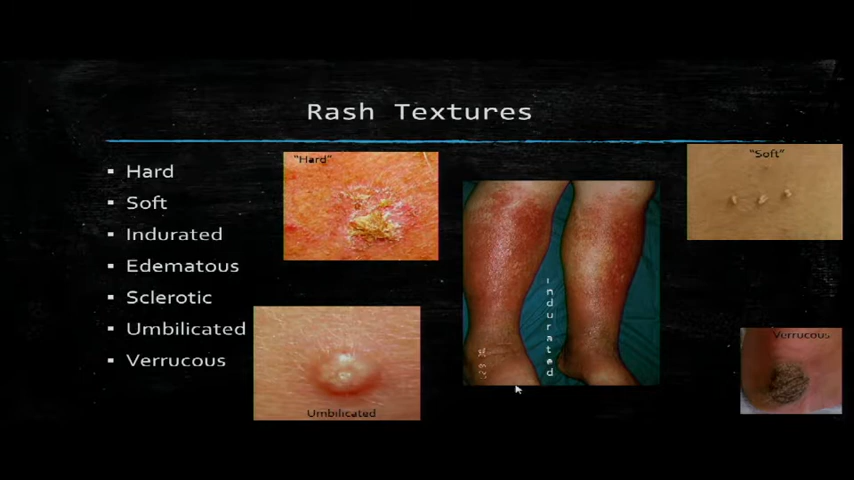 Rash Textures
▪ Hard
▪ Soft
▪ Indurated
▪ Edematous
▪ Sclerotic
▪ Umbilicated
▪ Verrucous
"Hard"
"Soft"
Indurated
Umbilicated
Verrucous